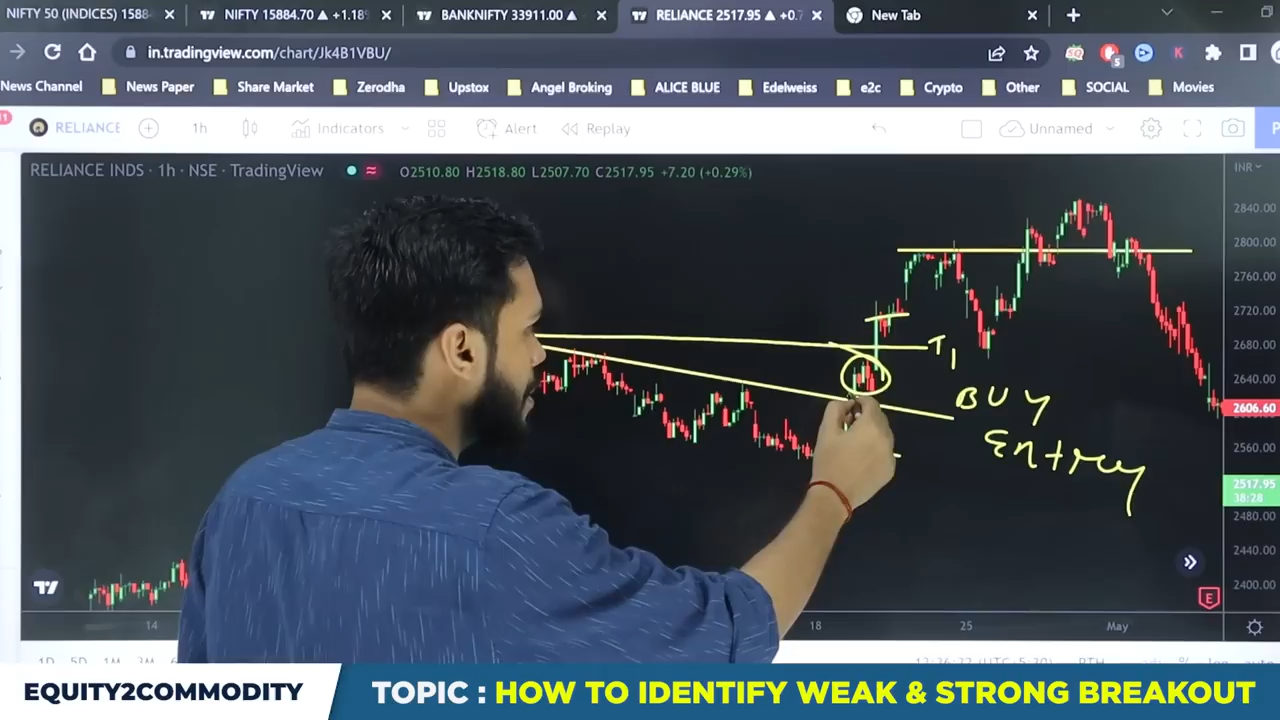 NIFTY 50 (INDICES) 1588
NIFTY 15884.70 ▲ +1.18%
BANKNIFTY 33911.00 ▲
RELIANCE 2517.95 ▲ +0.7
New Tab
in.tradingview.com/chart/Jk4B1VBU/
News Channel
News Paper
Share Market
Zerodha
Upstox
Angel Broking
ALICE BLUE
Edelweiss
e2c
Crypto
Other
SOCIAL
Movies
RELIANCE
1h
Indicators
Alert
Replay
Unnamed
RELIANCE INDS · 1h · NSE · TradingView
O2510.80 H2518.80 L2507.70 C2517.95 +7.20 (+0.29%)
INR
2840.00
2800.00
2760.00
2720.00
2680.00
2640.00
2606.60
2560.00
2517.95
38:28
2480.00
2440.00
2400.00
T1
BUY
Entry
E
14
18
25
May
1D 5D 1M 3M
EQUITY2COMMODITY
TOPIC : HOW TO IDENTIFY WEAK & STRONG BREAKOUT